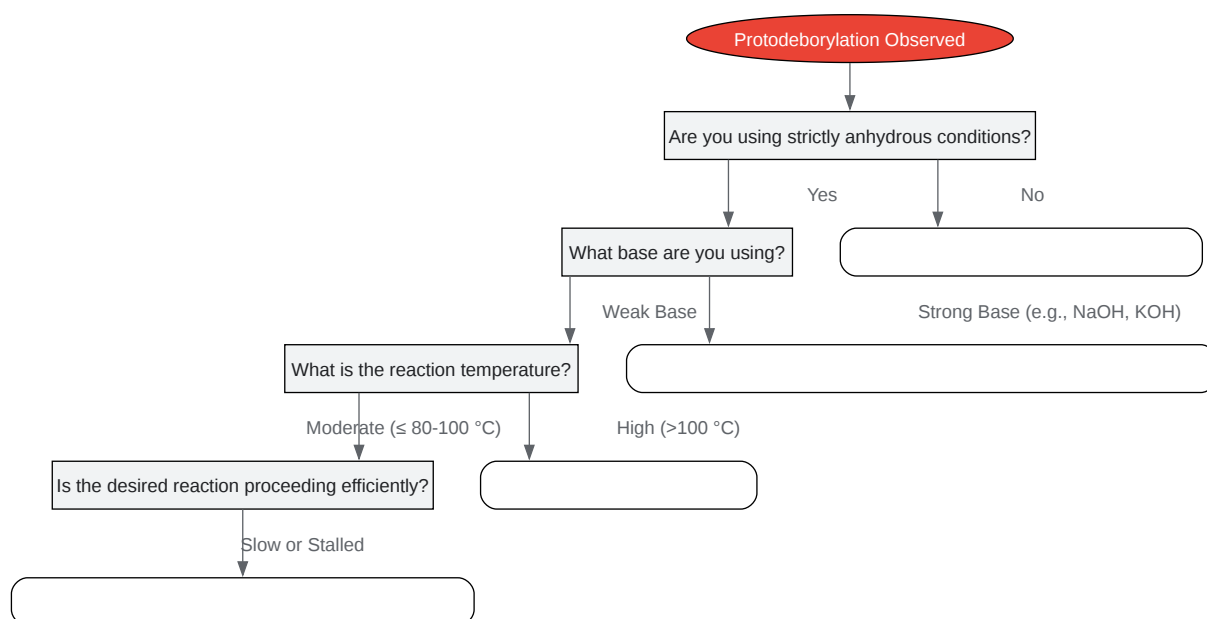 Protodeborylation Observed
Are you using strictly anhydrous conditions?
Yes
No
What base are you using?
Weak Base
Strong Base (e.g., NaOH, KOH)
What is the reaction temperature?
Moderate (≤ 80-100 °C)
High (>100 °C)
Is the desired reaction proceeding efficiently?
Slow or Stalled